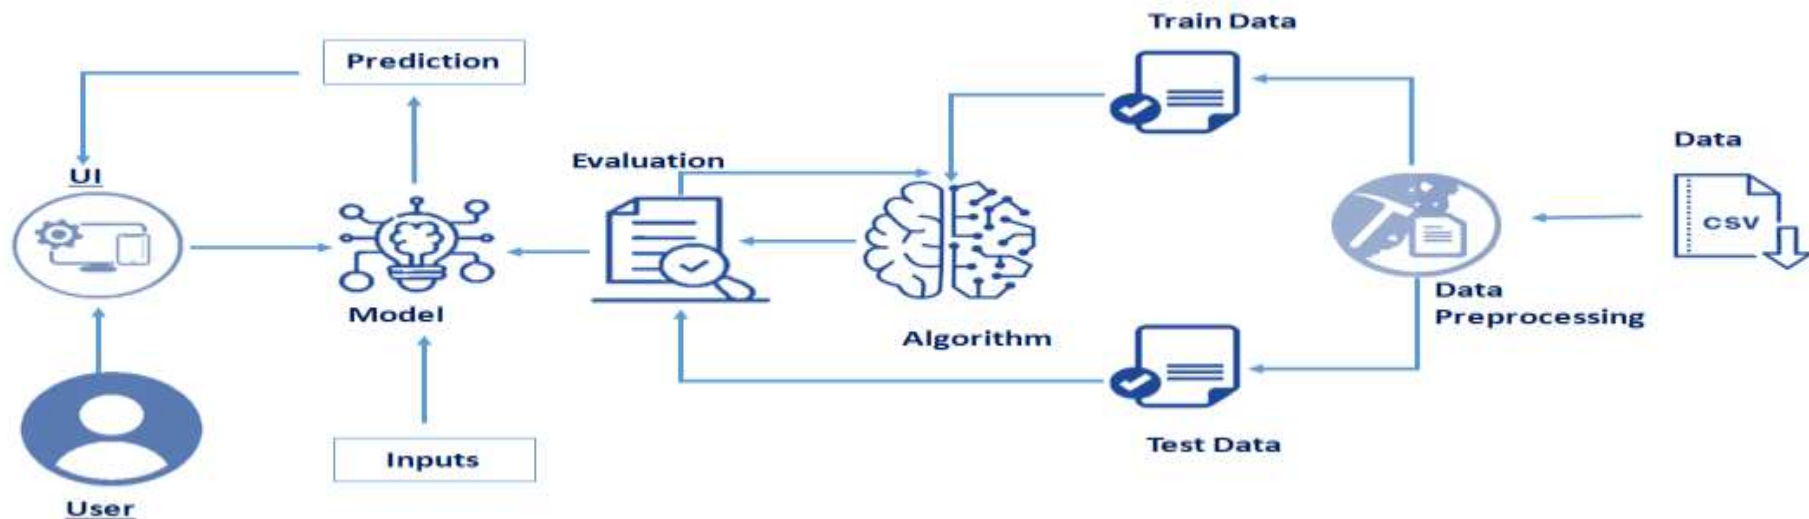 Train Data
Prediction
Data
Evaluation
UI
CSV
Data
Preprocessing
Model
Algorithm
Test Data
Inputs
User